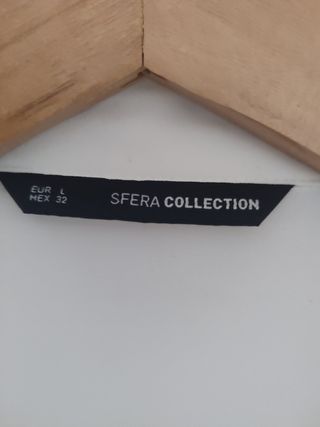 EUR L
MEX 32
SFERA COLLECTION